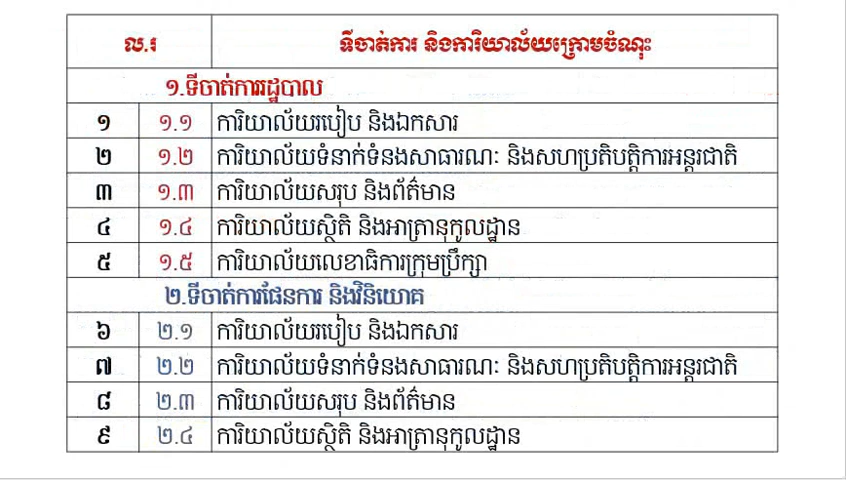 ល.រ ទីចាត់ការ និងការិយាល័យក្រោមចំណុះ
១.ទីចាត់ការរដ្ឋបាល
១ ១.១ ការិយាល័យរបៀប និងឯកសារ
២ ១.២ ការិយាល័យទំនាក់ទំនងសាធារណៈ និងសហប្រតិបត្តិការអន្តរជាតិ
៣ ១.៣ ការិយាល័យសរុប និងព័ត៌មាន
៤ ១.៤ ការិយាល័យស្ថិតិ និងអាត្រានុកូលដ្ឋាន
៥ ១.៥ ការិយាល័យលេខាធិការក្រុមប្រឹក្សា
២.ទីចាត់ការផែនការ និងវិនិយោគ
៦ ២.១ ការិយាល័យរបៀប និងឯកសារ
៧ ២.២ ការិយាល័យទំនាក់ទំនងសាធារណៈ និងសហប្រតិបត្តិការអន្តរជាតិ
៨ ២.៣ ការិយាល័យសរុប និងព័ត៌មាន
៩ ២.៤ ការិយាល័យស្ថិតិ និងអាត្រានុកូលដ្ឋាន